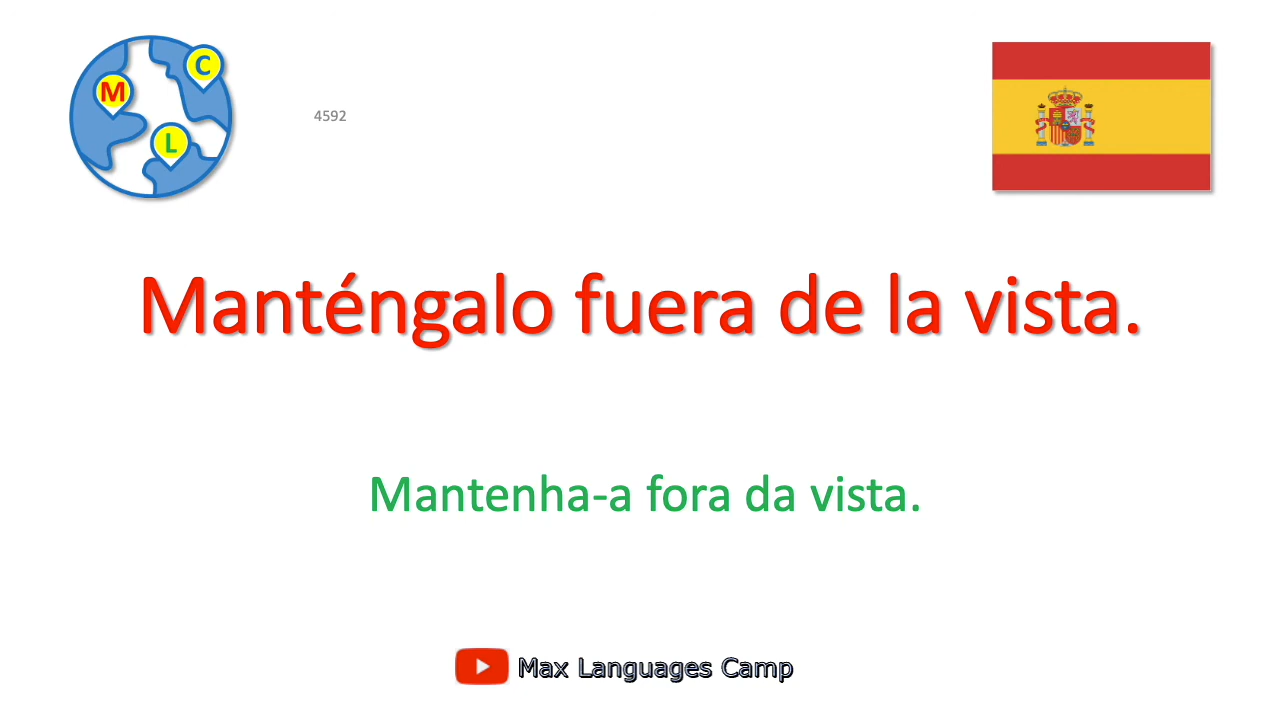 C
M
L
4592
Manténgalo fuera de la vista.
Mantenha-a fora da vista.
Max Languages Camp